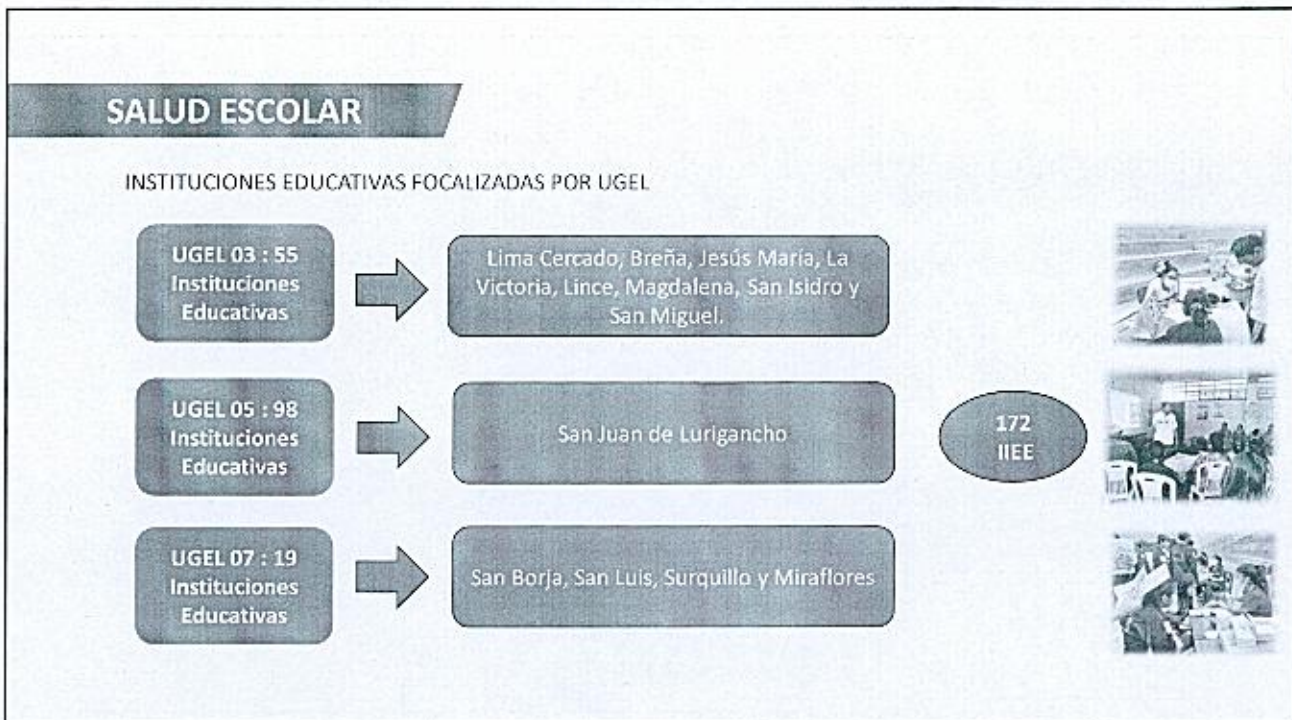 SALUD ESCOLAR
INSTITUCIONES EDUCATIVAS FOCALIZADAS POR UGEL
UGEL 03 : 55
Instituciones
Educativas
Lima Cercado, Breña, Jesús María, La
Victoria, Lince, Magdalena, San Isidro y
San Miguel.
UGEL 05 : 98
Instituciones
Educativas
San Juan de Lurigancho
172
IIEE
UGEL 07 : 19
Instituciones
Educativas
San Borja, San Luis, Surquillo y Miraflores